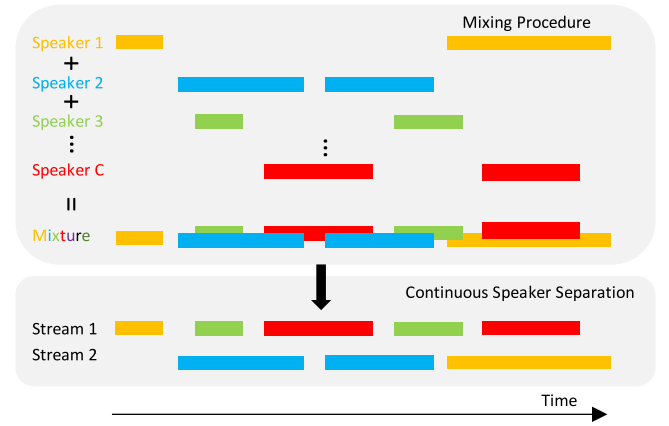 Mixing Procedure
Speaker 1
+
Speaker 2
+
Speaker 3
⋮
⋮
Speaker C
=
Mixture
Continuous Speaker Separation
Stream 1
Stream 2
Time